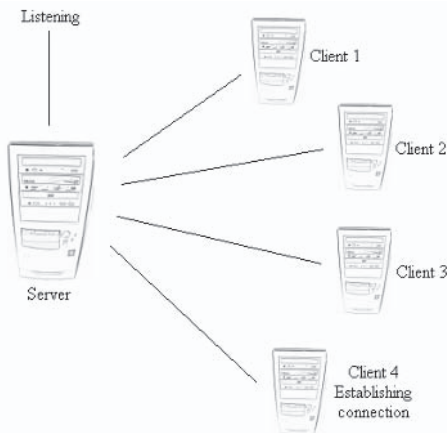 Listening
Client 1
Client 2
Client 3
Server
Client 4
Establishing
connection